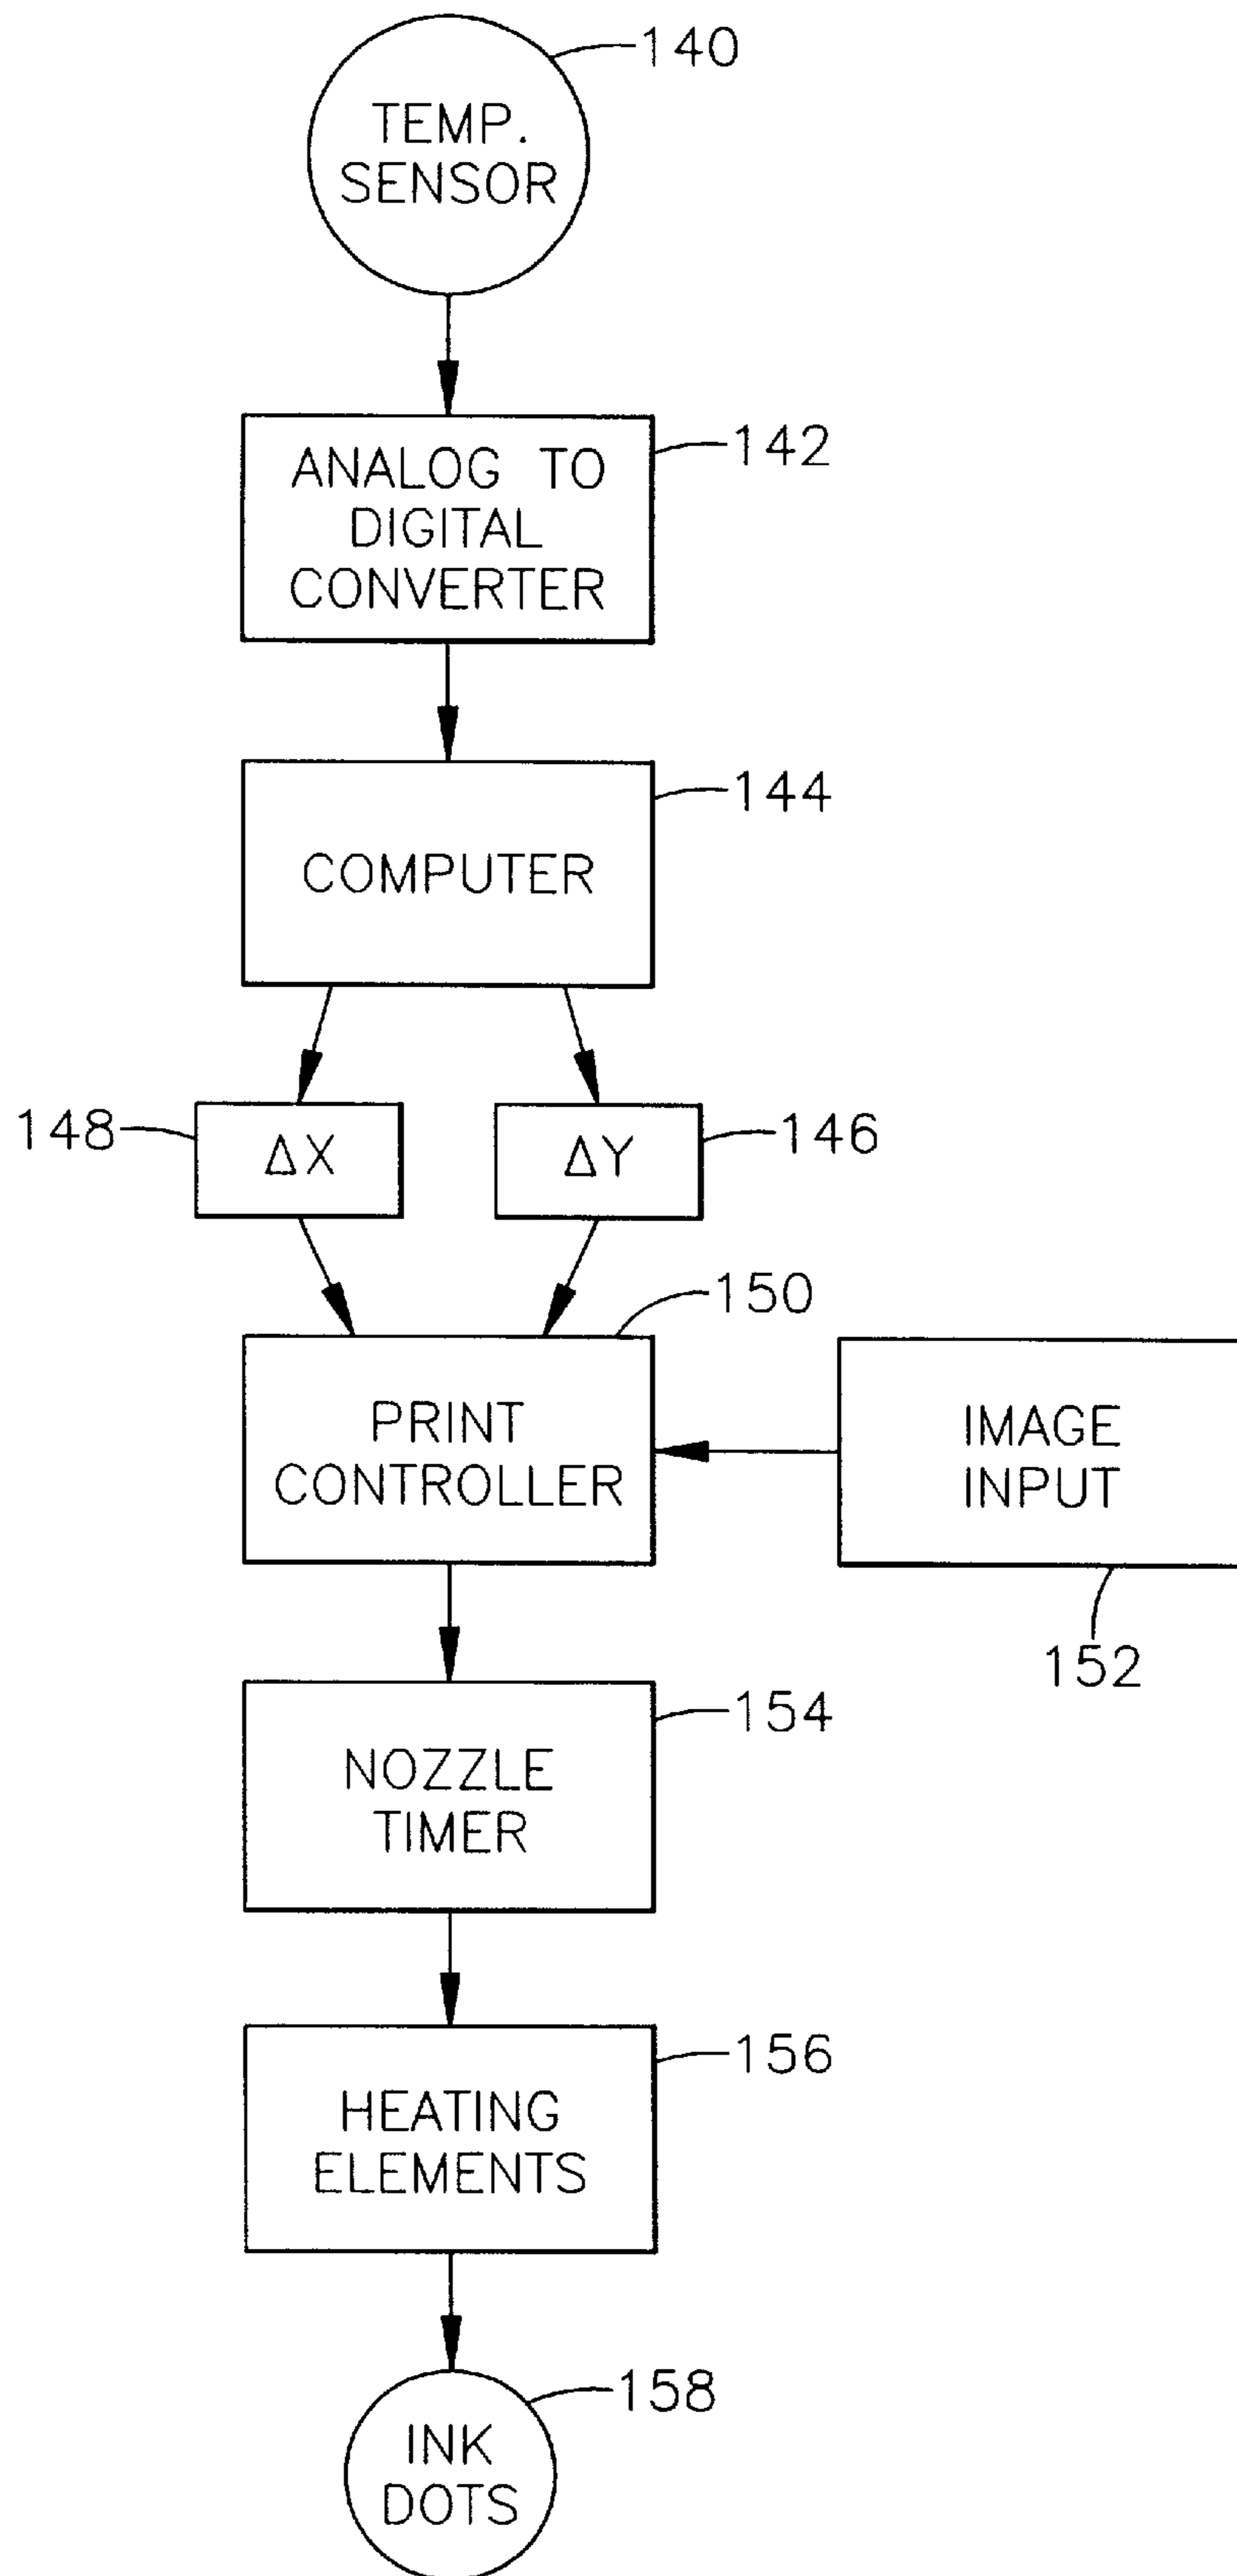 140
TEMP.
SENSOR
142
ANALOG TO
DIGITAL
CONVERTER
144
COMPUTER
148
ΔX
ΔY
146
150
PRINT
CONTROLLER
IMAGE
INPUT
152
154
NOZZLE
TIMER
156
HEATING
ELEMENTS
158
INK
DOTS